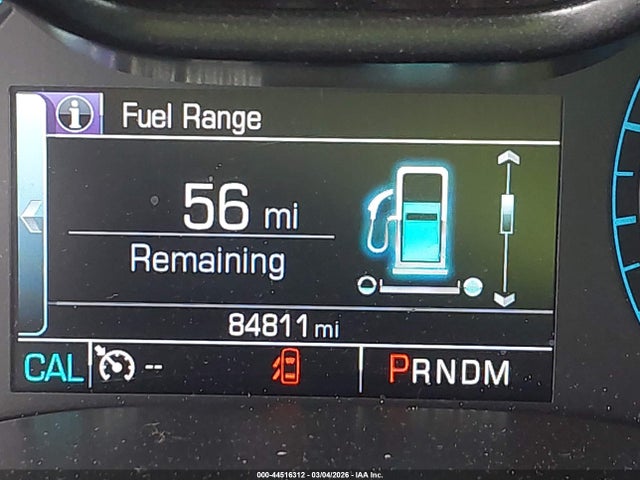 i Fuel Range
56 mi
Remaining
84811 mi
CAL -- PRNDM
000-44516312 - 03/04/2026 - IAA Inc.